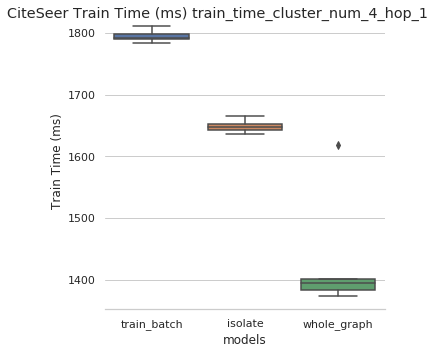 CiteSeer Train Time (ms) train_time_cluster_num_4_hop_1
1800
1700
1600
1500
1400
Train Time (ms)
train_batch isolate whole_graph
models